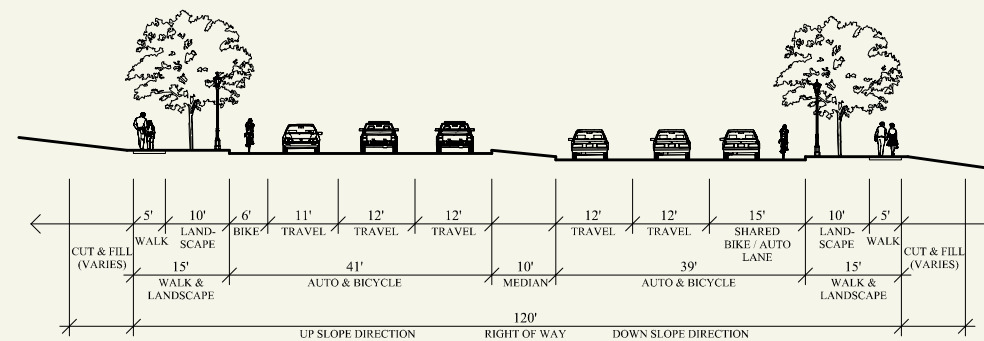 5' 10' 6' 11' 12' 12' 12' 12' 15' 10' 5'
WALK LAND- BIKE TRAVEL TRAVEL TRAVEL TRAVEL TRAVEL SHARED LAND- WALK
SCAPE BIKE / AUTO SCAPE
CUT & FILL LANE CUT & FILL
(VARIES) (VARIES)
15' 41' 10' 39' 15'
WALK & AUTO & BICYCLE MEDIAN AUTO & BICYCLE WALK &
LANDSCAPE LANDSCAPE
120'
UP SLOPE DIRECTION RIGHT OF WAY DOWN SLOPE DIRECTION